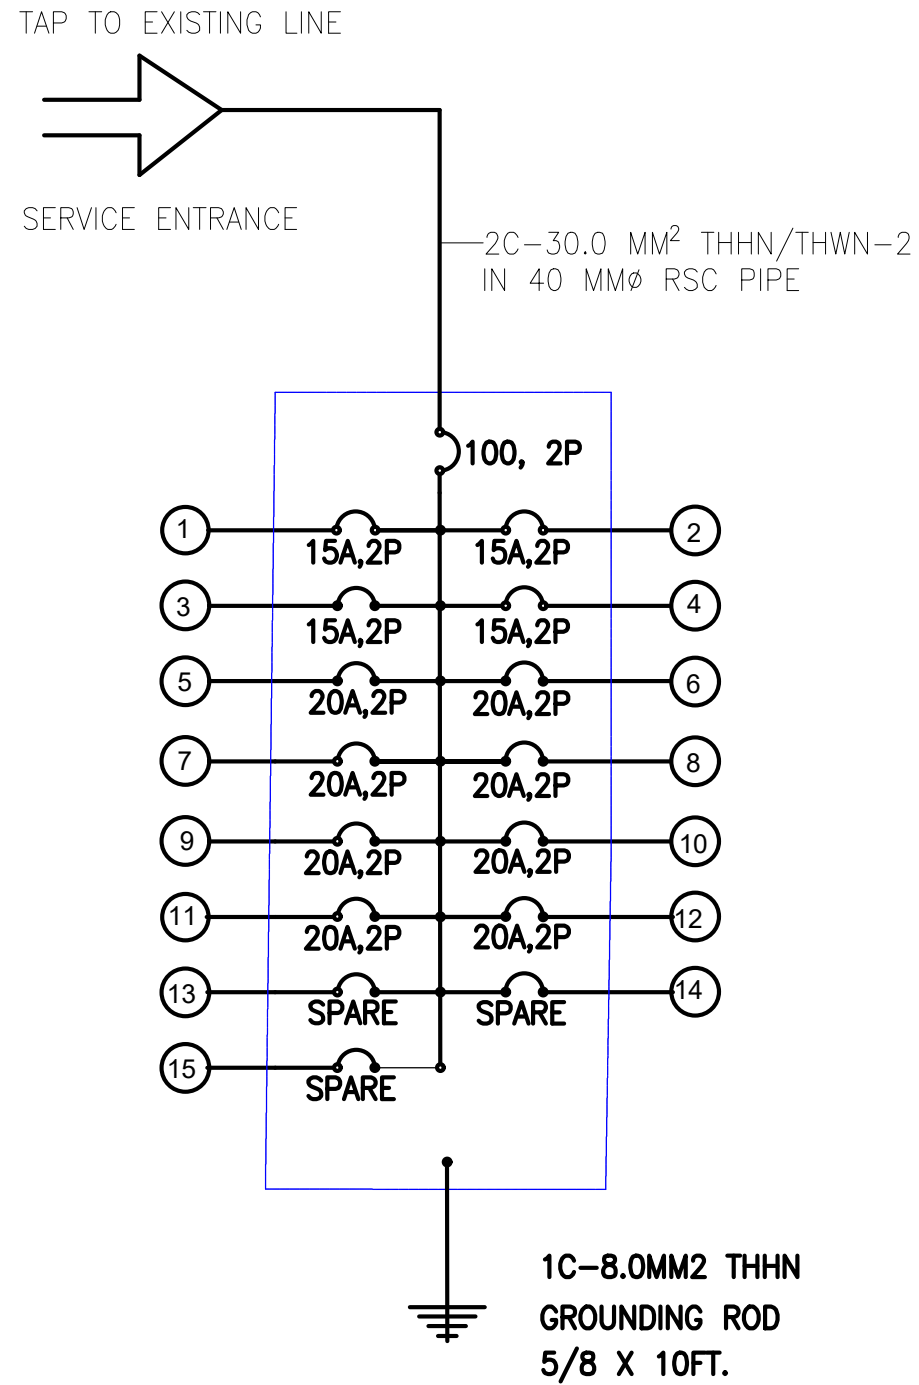 TAP TO EXISTING LINE
SERVICE ENTRANCE
2C-30.0 MM² THHN/THWN-2
IN 40 MMØ RSC PIPE
100, 2P
1 15A,2P 15A,2P 2
3 15A,2P 15A,2P 4
5 20A,2P 20A,2P 6
7 20A,2P 20A,2P 8
9 20A,2P 20A,2P 10
11 20A,2P 20A,2P 12
13 SPARE SPARE 14
15 SPARE
1C-8.0MM2 THHN
GROUNDING ROD
5/8 X 10FT.